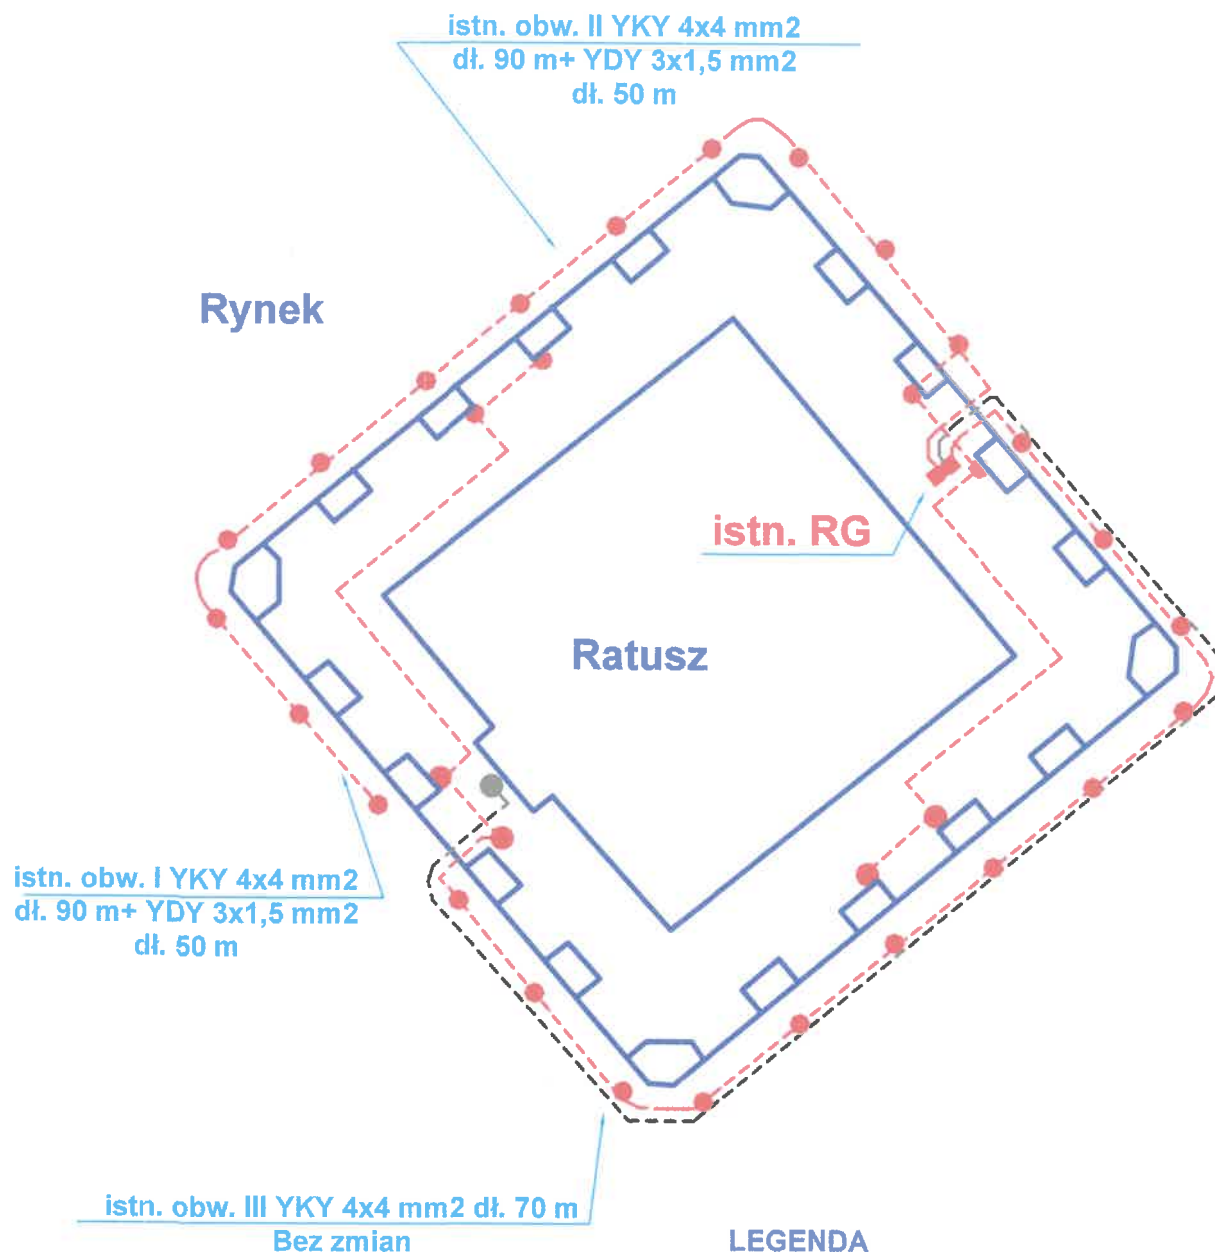 istn. obw. II YKY 4x4 mm2
dł. 90 m+ YDY 3x1,5 mm2
dł. 50 m
Rynek
istn. RG
Ratusz
istn. obw. I YKY 4x4 mm2
dł. 90 m+ YDY 3x1,5 mm2
dł. 50 m
istn. obw. III YKY 4x4 mm2 dł. 70 m
Bez zmian
LEGENDA